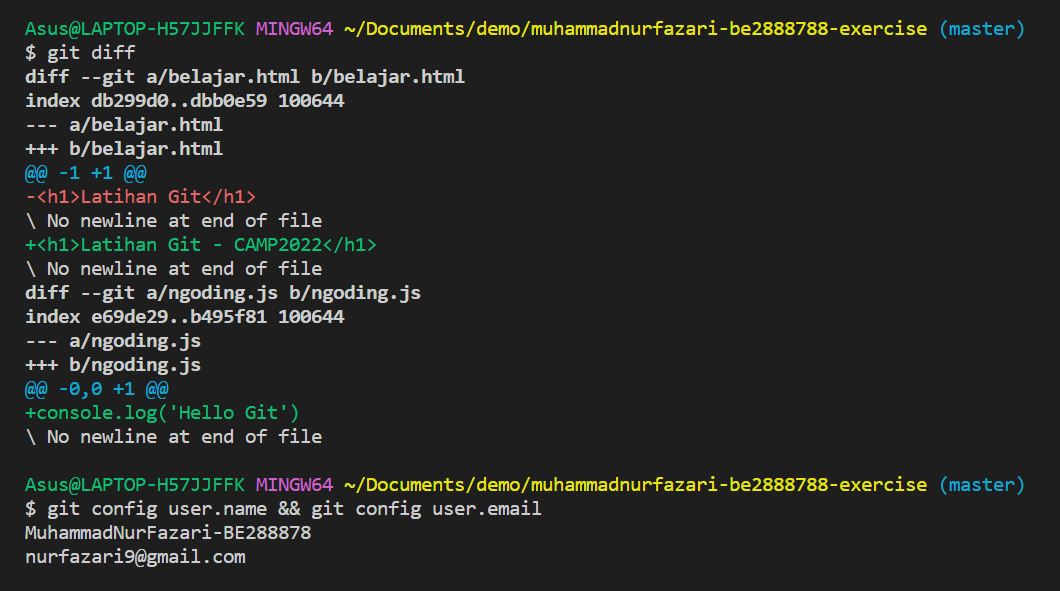 Asus@LAPTOP-H57JJFFK MINGW64 ~/Documents/demo/muhammadnurfazari-be2888788-exercise (master)
$ git diff
diff --git a/belajar.html b/belajar.html
index db299d0..dbb0e59 100644
--- a/belajar.html
+++ b/belajar.html
@@ -1 +1 @@
-<h1>Latihan Git</h1>
\ No newline at end of file
+<h1>Latihan Git - CAMP2022</h1>
\ No newline at end of file
diff --git a/ngoding.js b/ngoding.js
index e69de29..b495f81 100644
--- a/ngoding.js
+++ b/ngoding.js
@@ -0,0 +1 @@
+console.log('Hello Git')
\ No newline at end of file
Asus@LAPTOP-H57JJFFK MINGW64 ~/Documents/demo/muhammadnurfazari-be2888788-exercise (master)
$ git config user.name && git config user.email
MuhammadNurFazari-BE288878
nurfazari9@gmail.com